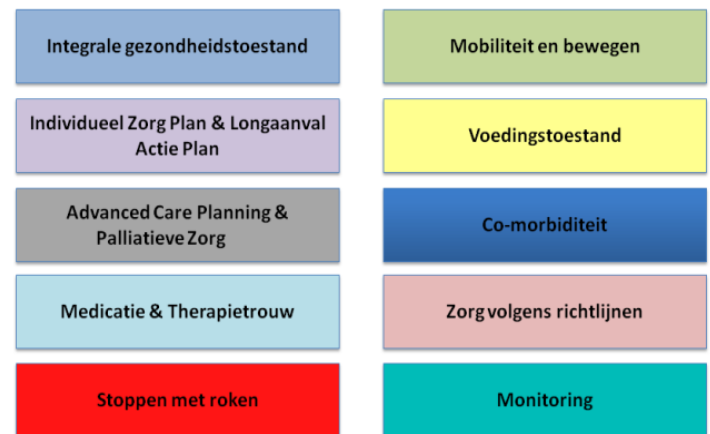 Integrale gezondheidstoestand
Mobiliteit en bewegen
Individueel Zorg Plan & Longaanval
Actie Plan
Voedingstoestand
Advanced Care Planning &
Palliatieve Zorg
Co-morbiditeit
Medicatie & Therapietrouw
Zorg volgens richtlijnen
Stoppen met roken
Monitoring